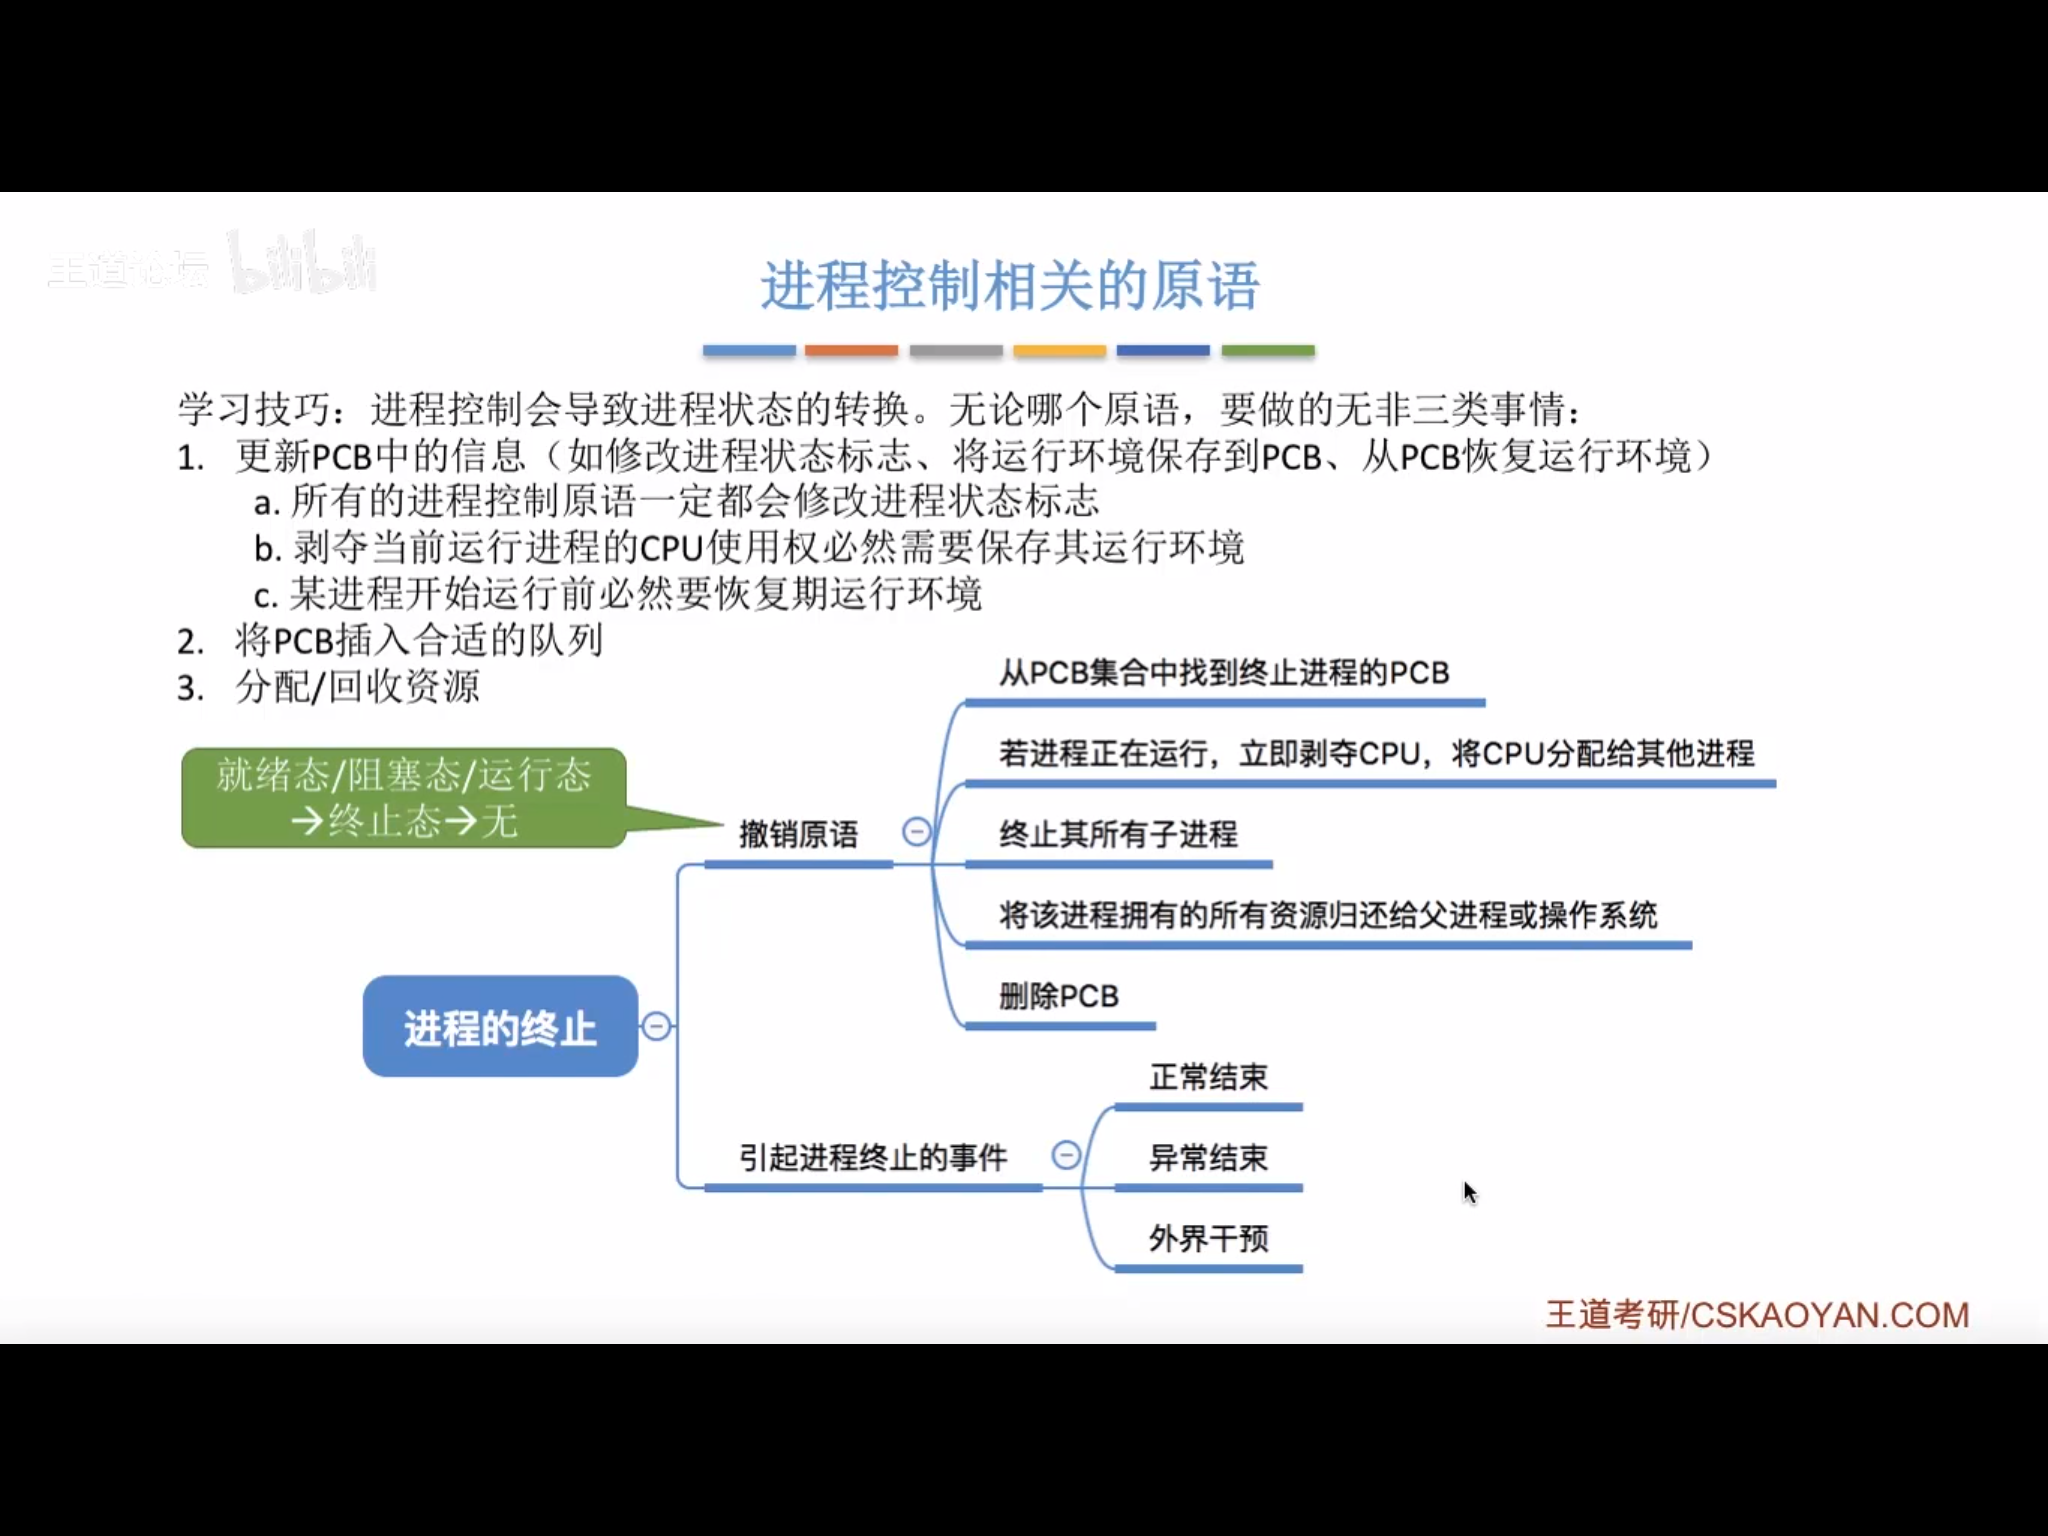 王道论坛 bilibili
进程控制相关的原语
学习技巧：进程控制会导致进程状态的转换。无论哪个原语，要做的无非三类事情：
1. 更新PCB中的信息（如修改进程状态标志、将运行环境保存到PCB、从PCB恢复运行环境）
a. 所有的进程控制原语一定都会修改进程状态标志
b. 剥夺当前运行进程的CPU使用权必然需要保存其运行环境
c. 某进程开始运行前必然要恢复期运行环境
2. 将PCB插入合适的队列
3. 分配/回收资源
就绪态/阻塞态/运行态
→终止态→无
进程的终止
撤销原语
从PCB集合中找到终止进程的PCB
若进程正在运行，立即剥夺CPU，将CPU分配给其他进程
终止其所有子进程
将该进程拥有的所有资源归还给父进程或操作系统
删除PCB
引起进程终止的事件
正常结束
异常结束
外界干预
王道考研/CSKAOYAN.COM